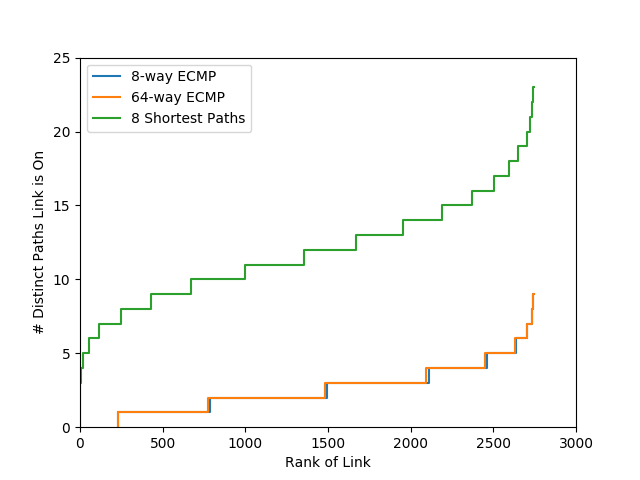 25
20
15
10
5
0
# Distinct Paths Link is On
8-way ECMP
64-way ECMP
8 Shortest Paths
0 500 1000 1500 2000 2500 3000
Rank of Link